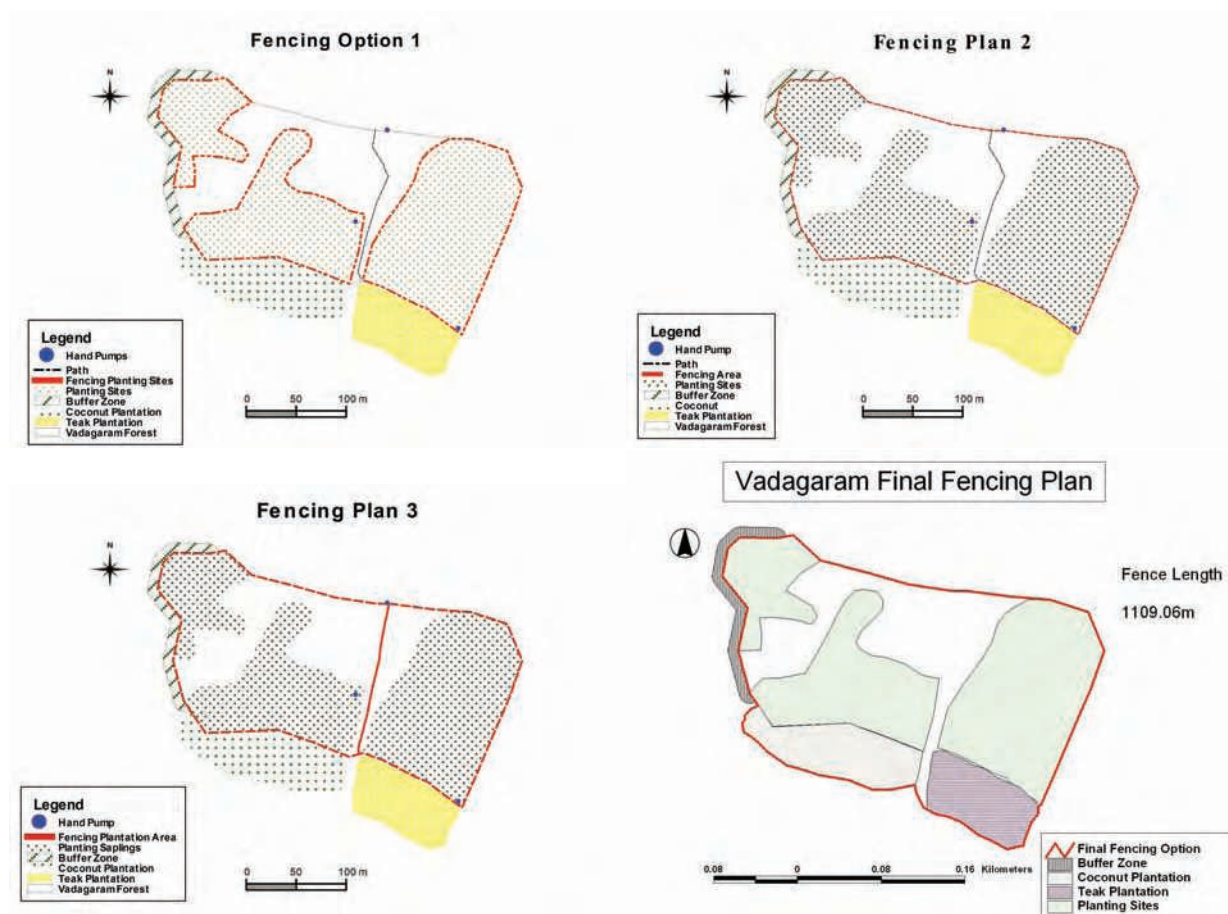 Fencing Option 1
N
Legend
Hand Pumps
Path
Fencing Planting Sites
Planting Sites
Buffer Zone
Coconut Plantation
Teak Plantation
Vadagaram Forest
0 50 100 m
Fencing Plan 2
N
Legend
Hand Pump
Path
Fencing Area
Planting Sites
Buffer Zone
Coconut
Teak Plantation
Vadagaram Forest
0 50 100 m
Fencing Plan 3
N
Legend
Hand Pump
Fencing Plantation Area
Planting Saplings
Buffer Zone
Coconut Plantation
Teak Plantation
Vadagaram Forest
0 50 100 m
Vadagaram Final Fencing Plan
Fence Length
1109.06m
0.08 0 0.08 0.16 Kilometers
Final Fencing Option
Buffer Zone
Coconut Plantation
Teak Plantation
Planting Sites